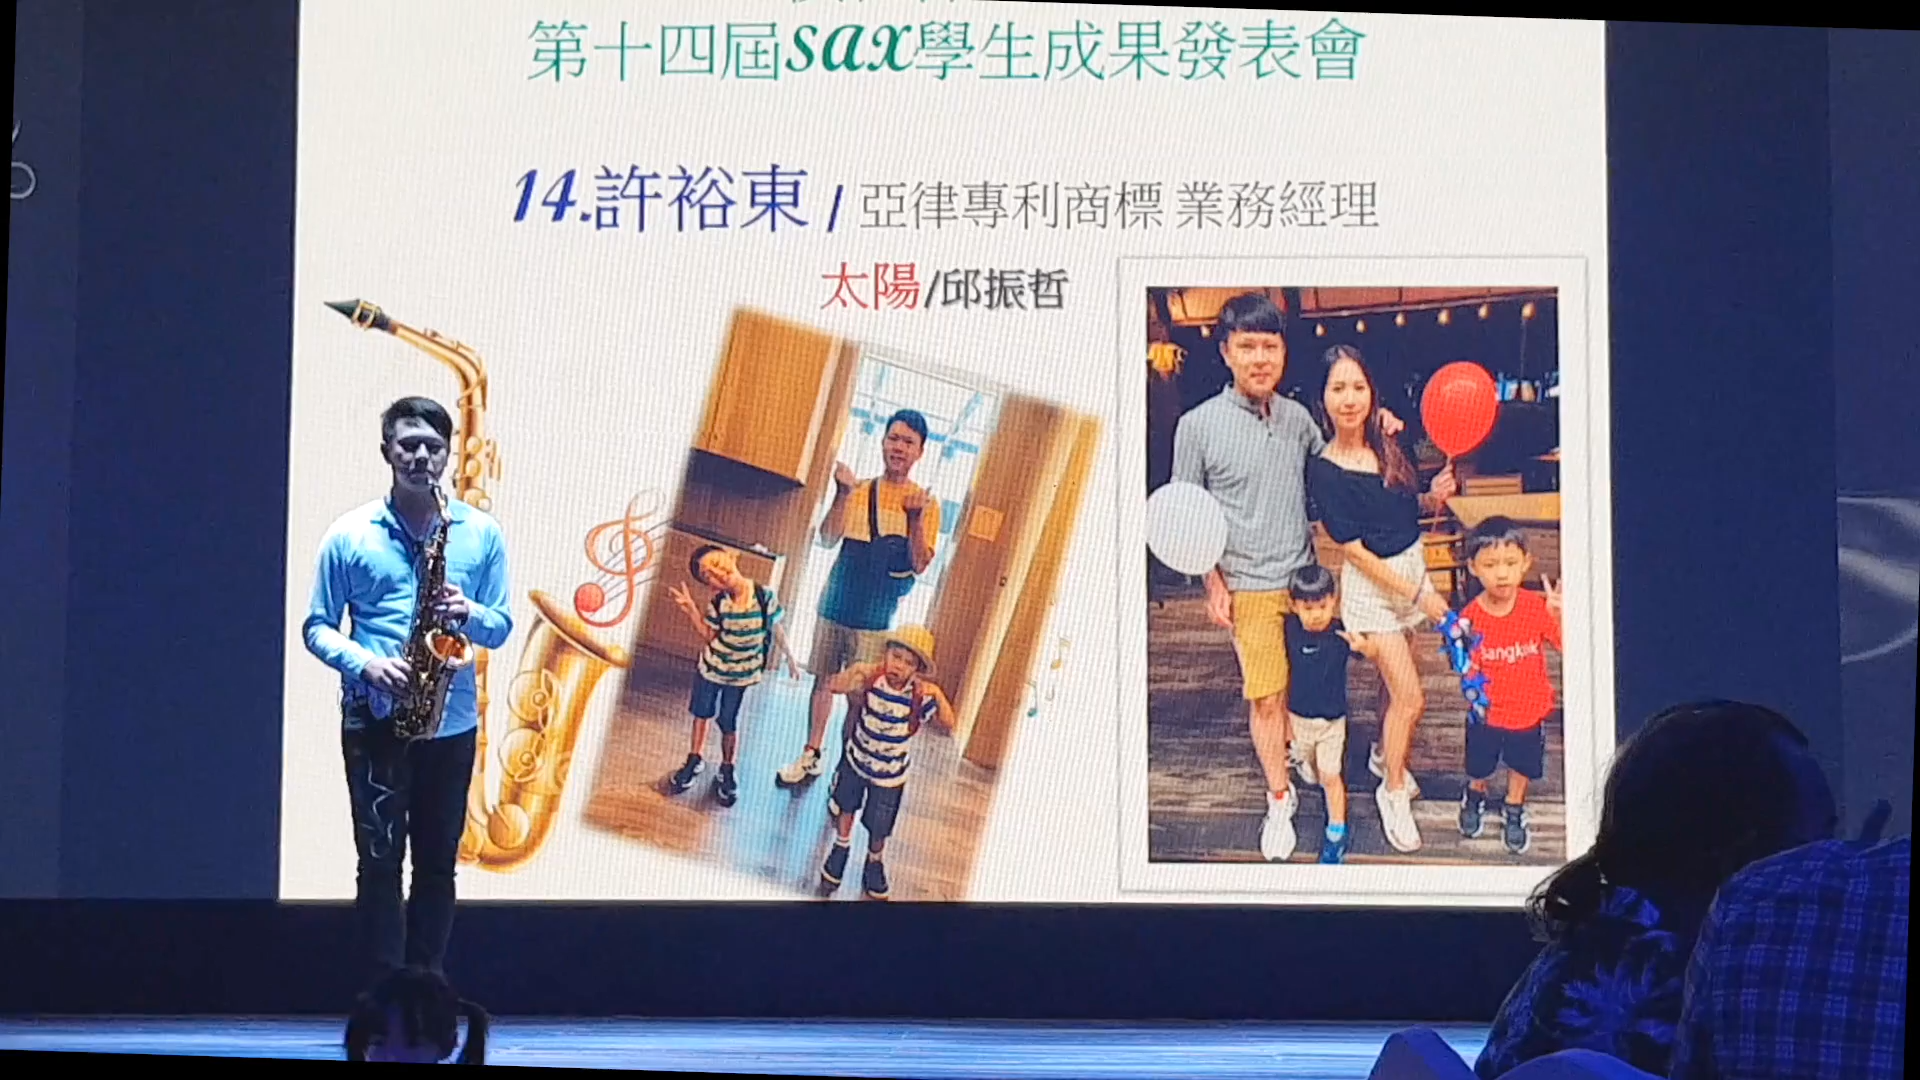 第十四屆sax學生成果發表會
14.許裕東 / 亞律專利商標 業務經理
太陽/邱振哲
Bangkok